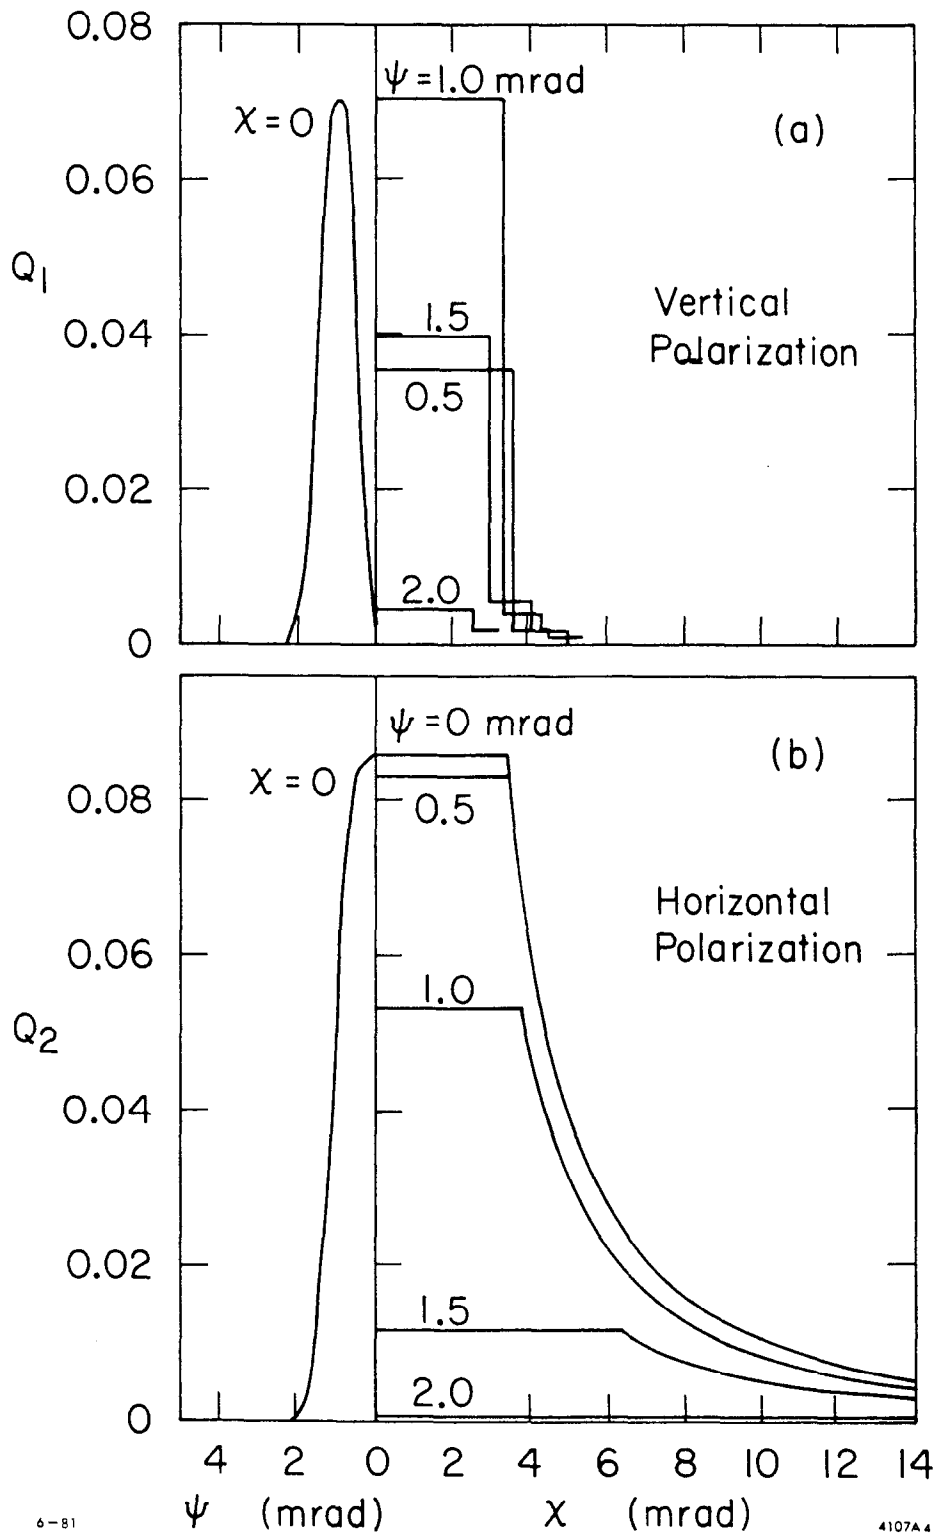 0.08
ψ = 1.0 mrad
χ = 0
(a)
0.06
Q1
Vertical
Polarization
1.5
0.04
0.5
0.02
2.0
0
ψ = 0 mrad
(b)
χ = 0
0.08
0.5
Horizontal
Polarization
0.06
1.0
Q2
0.04
0.02
1.5
2.0
0
4 2 0 2 4 6 8 10 12 14
ψ (mrad) χ (mrad)
6-81
4107A4